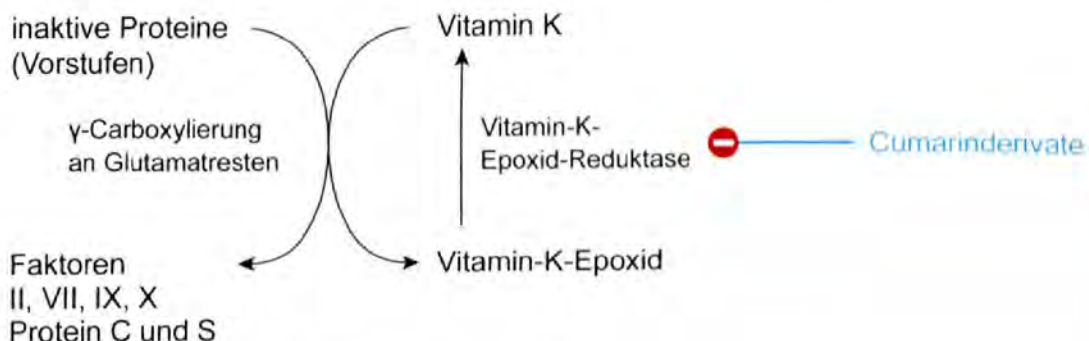 inaktive Proteine
(Vorstufen)
Vitamin K
γ-Carboxylierung
an Glutamatresten
Vitamin-K-
Epoxid-Reduktase
Cumarinderivate
Faktoren
II, VII, IX, X
Protein C und S
Vitamin-K-Epoxid